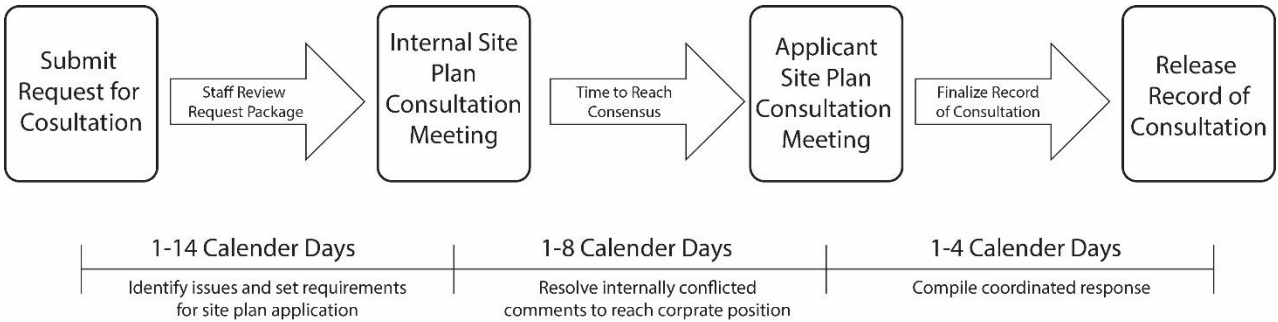 Submit
Request for
Cosultation
Staff Review
Request Package
Internal Site
Plan
Consultation
Meeting
Time to Reach
Consensus
Applicant
Site Plan
Consultation
Meeting
Finalize Record
of Consultation
Release
Record of
Consultation
1-14 Calender Days
Identify issues and set requirements
for site plan application
1-8 Calender Days
Resolve internally conflicted
comments to reach corprate position
1-4 Calender Days
Compile coordinated response